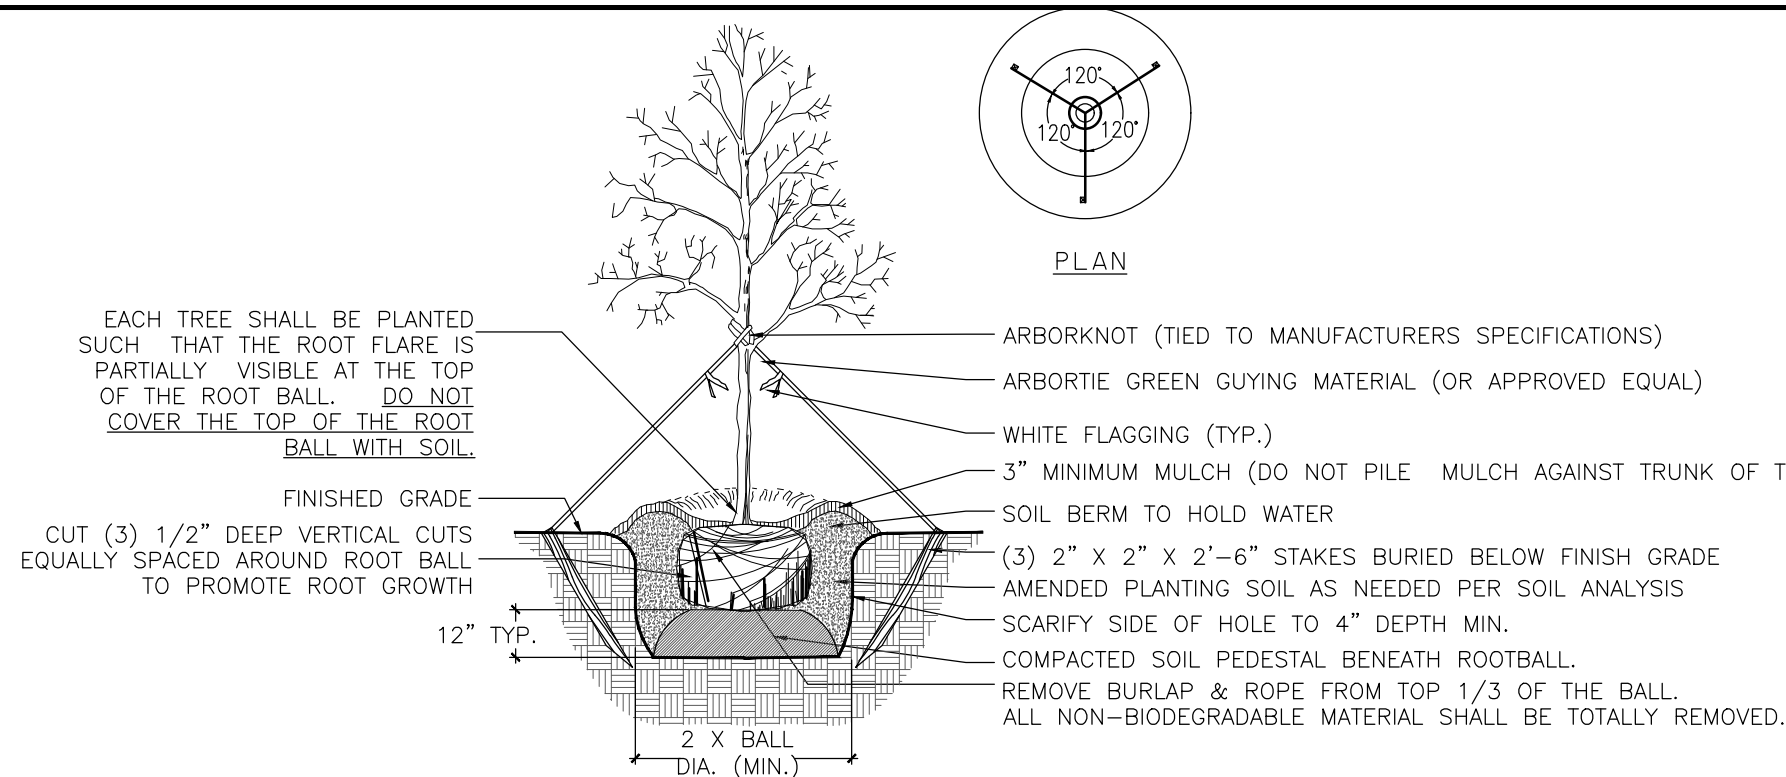 120°
120°
120°
PLAN
EACH TREE SHALL BE PLANTED
SUCH THAT THE ROOT FLARE IS
PARTIALLY VISIBLE AT THE TOP
OF THE ROOT BALL. DO NOT
COVER THE TOP OF THE ROOT
BALL WITH SOIL.
FINISHED GRADE
CUT (3) 1/2" DEEP VERTICAL CUTS
EQUALLY SPACED AROUND ROOT BALL
TO PROMOTE ROOT GROWTH
12" TYP.
2 X BALL
DIA. (MIN.)
ARBORKNOT (TIED TO MANUFACTURERS SPECIFICATIONS)
ARBORTIE GREEN GUYING MATERIAL (OR APPROVED EQUAL)
WHITE FLAGGING (TYP.)
3" MINIMUM MULCH (DO NOT PILE MULCH AGAINST TRUNK OF T
SOIL BERM TO HOLD WATER
(3) 2" X 2" X 2'-6" STAKES BURIED BELOW FINISH GRADE
AMENDED PLANTING SOIL AS NEEDED PER SOIL ANALYSIS
SCARIFY SIDE OF HOLE TO 4" DEPTH MIN.
COMPACTED SOIL PEDESTAL BENEATH ROOTBALL.
REMOVE BURLAP & ROPE FROM TOP 1/3 OF THE BALL.
ALL NON-BIODEGRADABLE MATERIAL SHALL BE TOTALLY REMOVED.